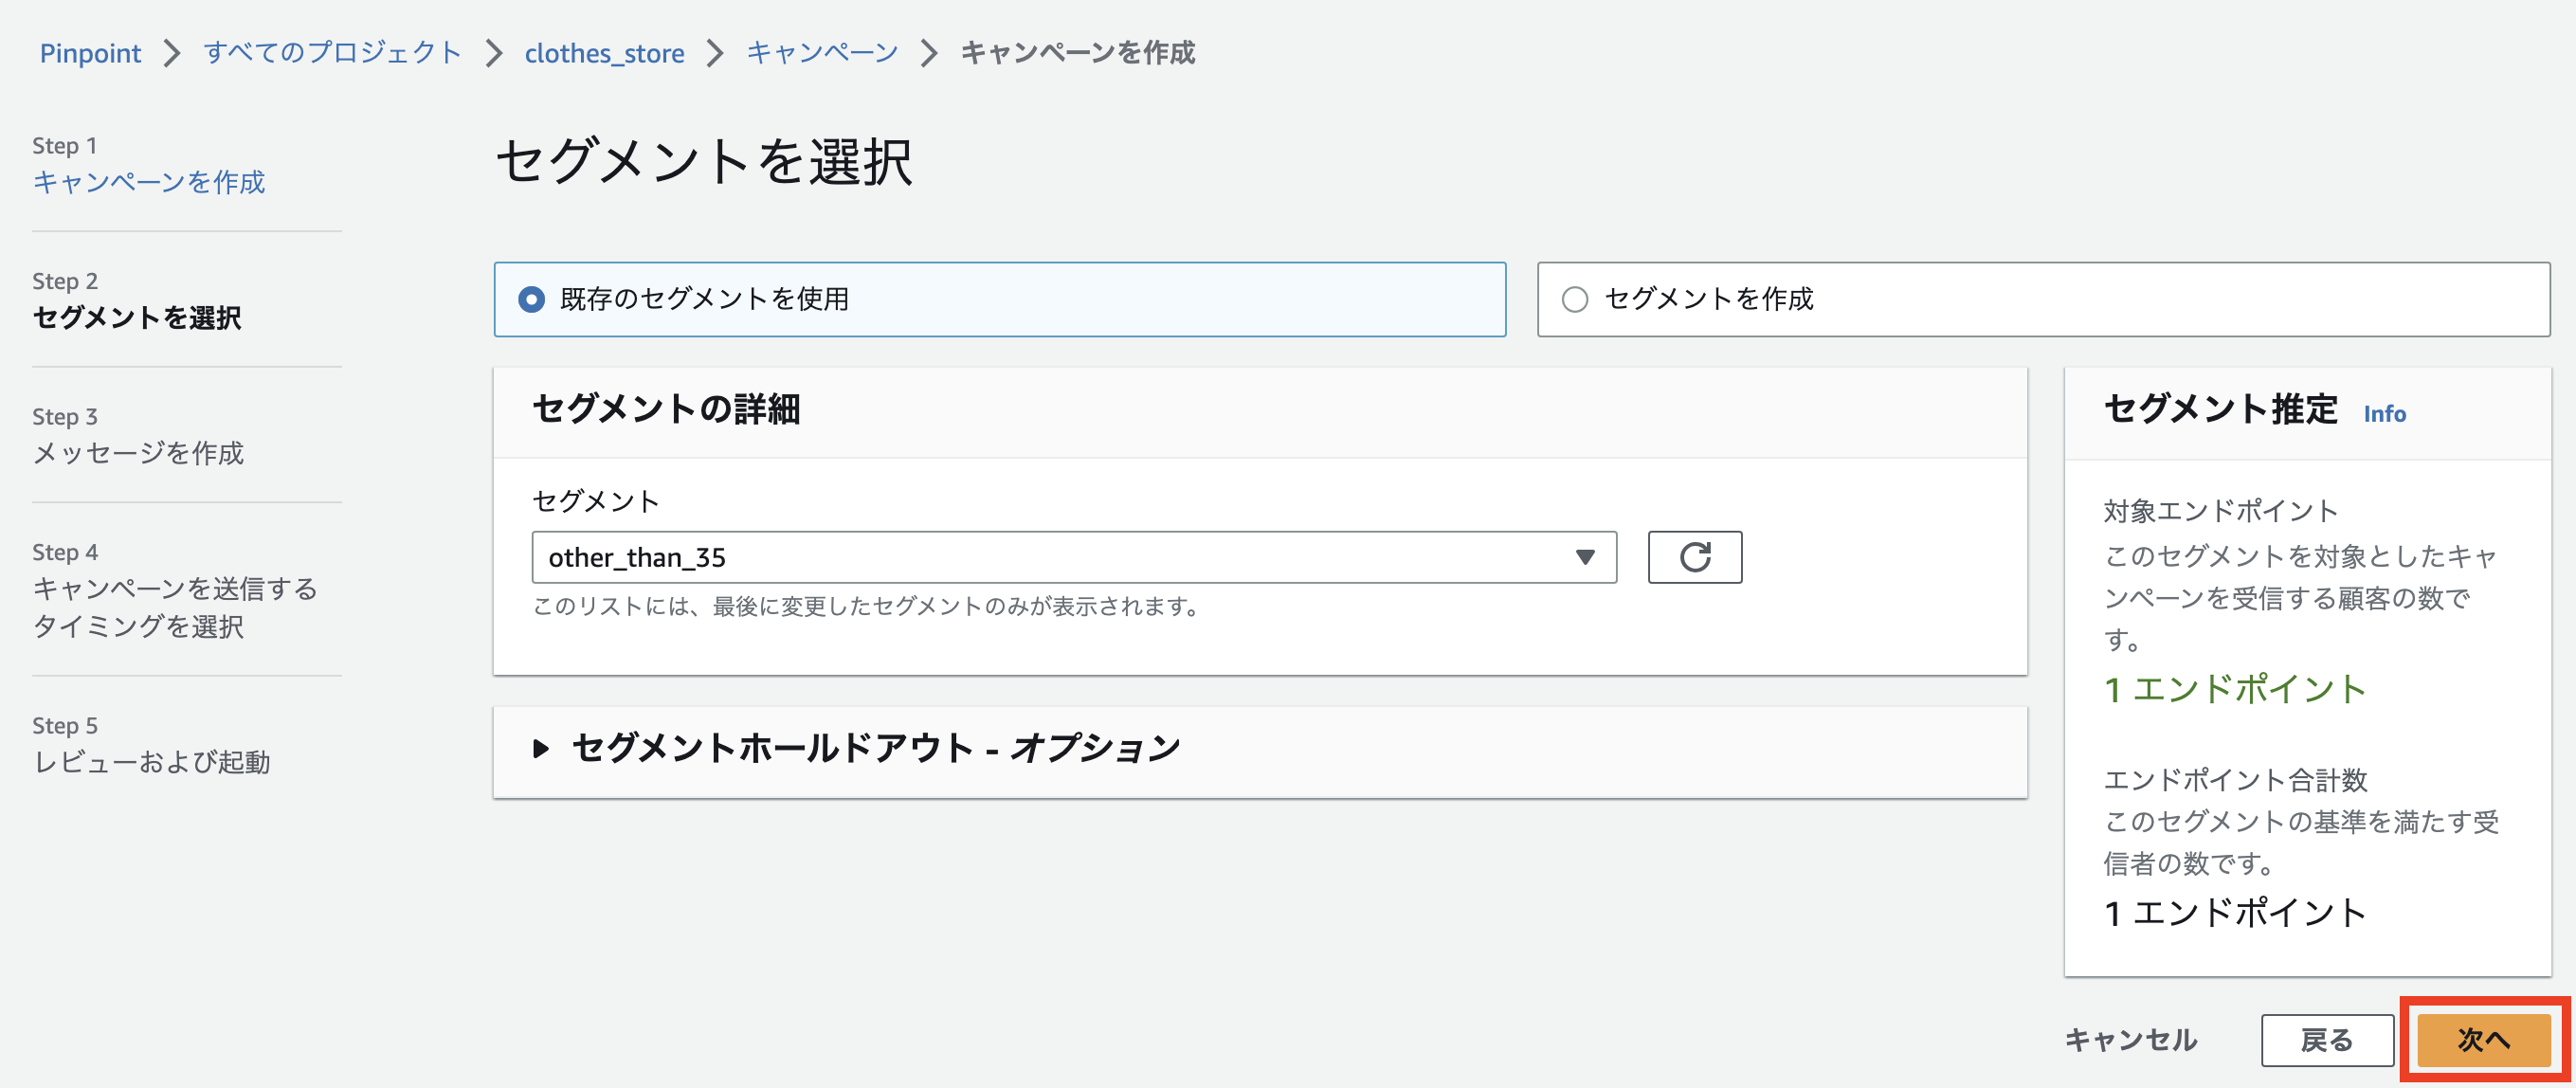 Pinpoint > すべてのプロジェクト > clothes_store > キャンペーン > キャンペーンを作成
Step 1
キャンペーンを作成
Step 2
セグメントを選択
Step 3
メッセージを作成
Step 4
キャンペーンを送信する
タイミングを選択
Step 5
レビューおよび起動
セグメントを選択
既存のセグメントを使用
セグメントを作成
セグメントの詳細
セグメント
other_than_35
このリストには、最後に変更したセグメントのみが表示されます。
セグメントホールドアウト - オプション
セグメント推定 Info
対象エンドポイント
このセグメントを対象としたキャ
ンペーンを受信する顧客の数で
す。
1 エンドポイント
エンドポイント合計数
このセグメントの基準を満たす受
信者の数です。
1 エンドポイント
キャンセル
戻る
次へ